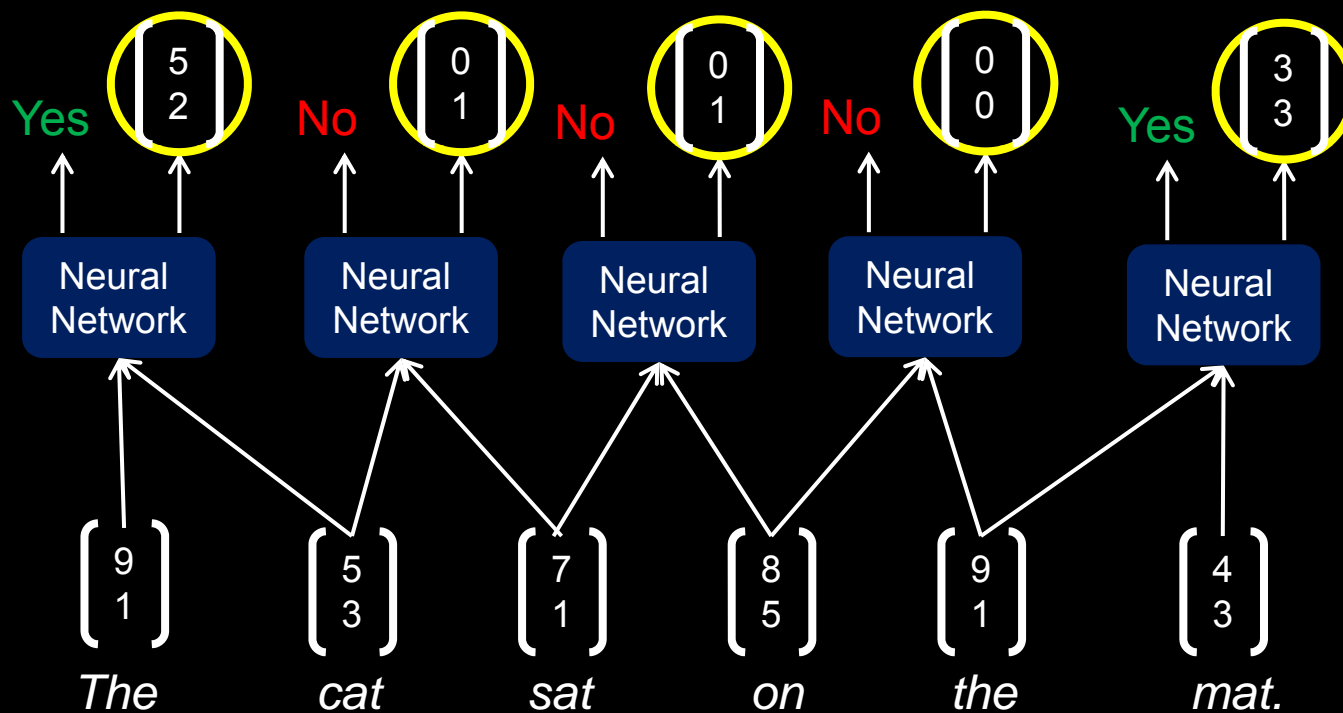 5 0 0 0 3
2 1 1 0 3
Yes No No No Yes
Neural Neural Neural Neural Neural
Network Network Network Network Network
9 5 7 8 9 4
1 3 1 5 1 3
The cat sat on the mat.